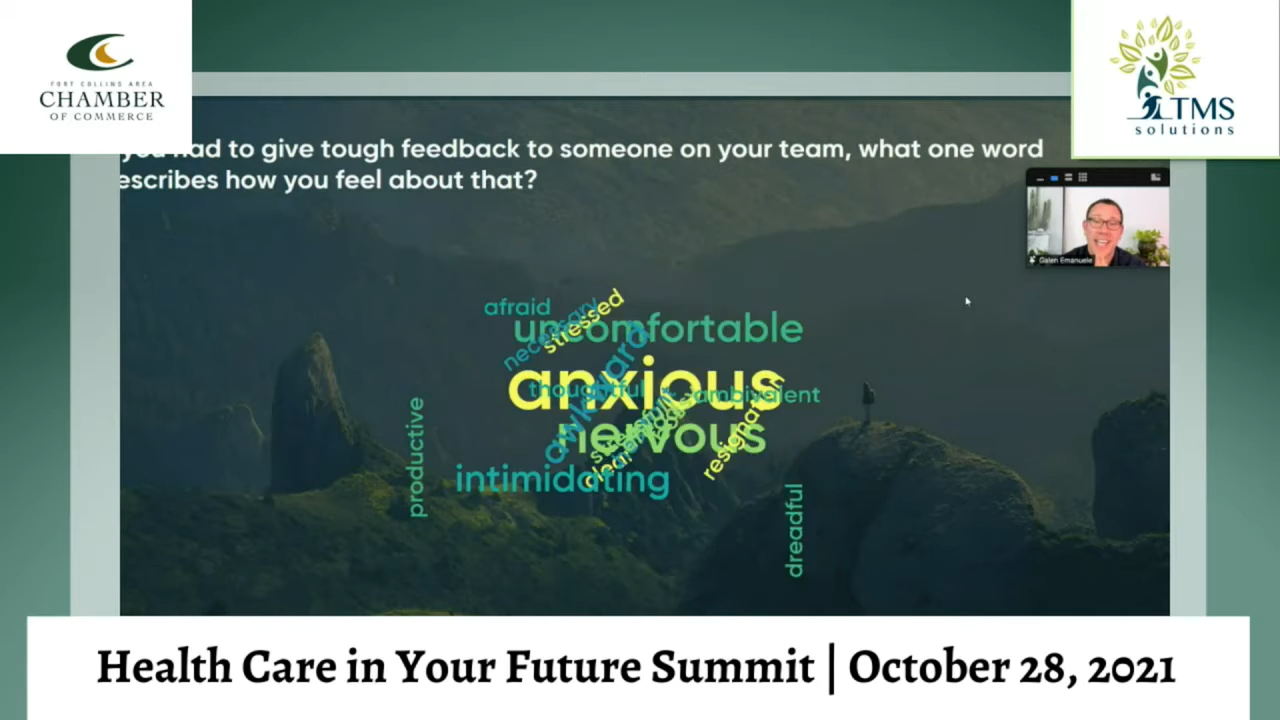 FORT COLLINS AREA
CHAMBER
OF COMMERCE
TMS
solutions
you had to give tough feedback to someone on your team, what one word
escribes how you feel about that?
Galen Emanuele
afraid
necessary
stressed
uncomfortable
awkward
anxious
thoughtful
ambivalent
nervous
resignation
productive
intimidating
dreadful
Health Care in Your Future Summit | October 28, 2021